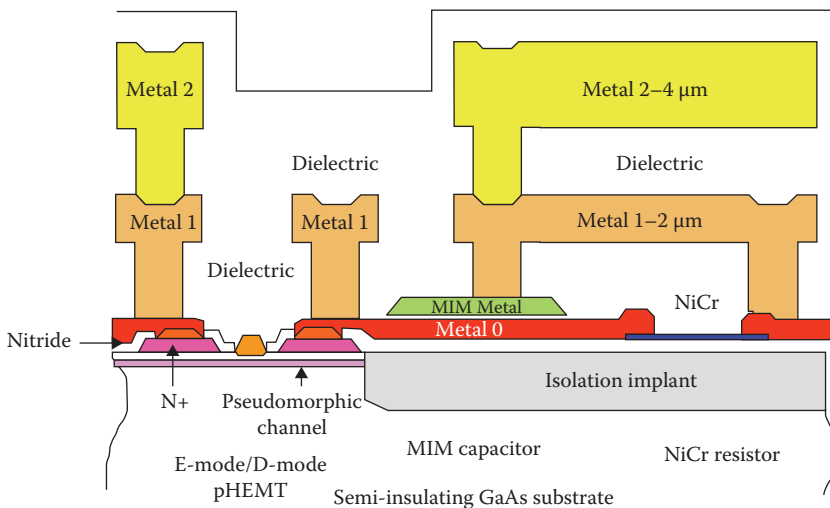 Metal 2
Metal 2–4 μm
Dielectric
Dielectric
Metal 1
Metal 1
Metal 1–2 μm
Dielectric
MIM Metal
NiCr
Metal 0
Nitride
Isolation implant
N+
Pseudomorphic
channel
MIM capacitor
NiCr resistor
E-mode/D-mode
pHEMT
Semi-insulating GaAs substrate